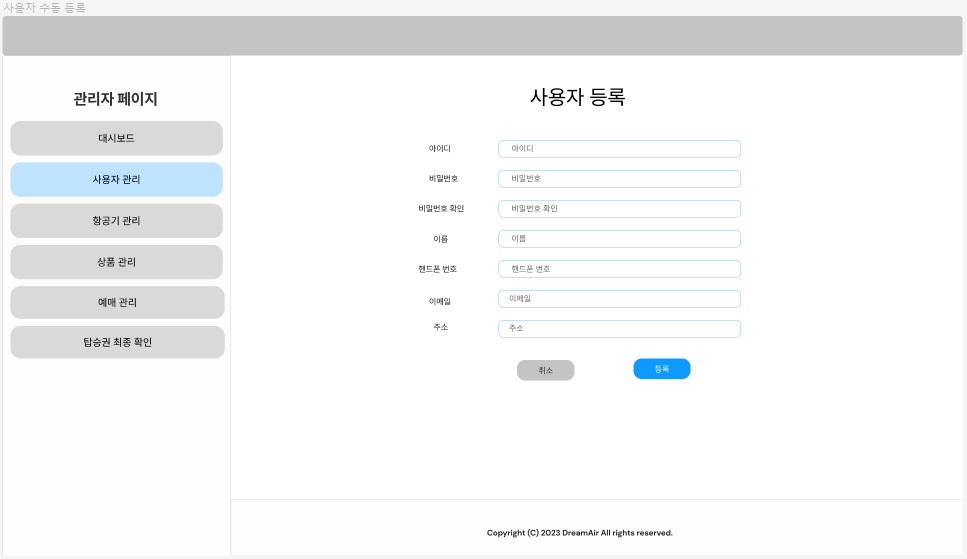 사용자 수동 등록
관리자 페이지
대시보드
사용자 관리
항공기 관리
상품 관리
예매 관리
탑승권 최종 확인
사용자 등록
아이디 아이디
비밀번호 비밀번호
비밀번호 확인 비밀번호 확인
이름 이름
핸드폰 번호 핸드폰 번호
이메일 이메일
주소 주소
취소 등록
Copyright (C) 2023 DreamAir All rights reserved.